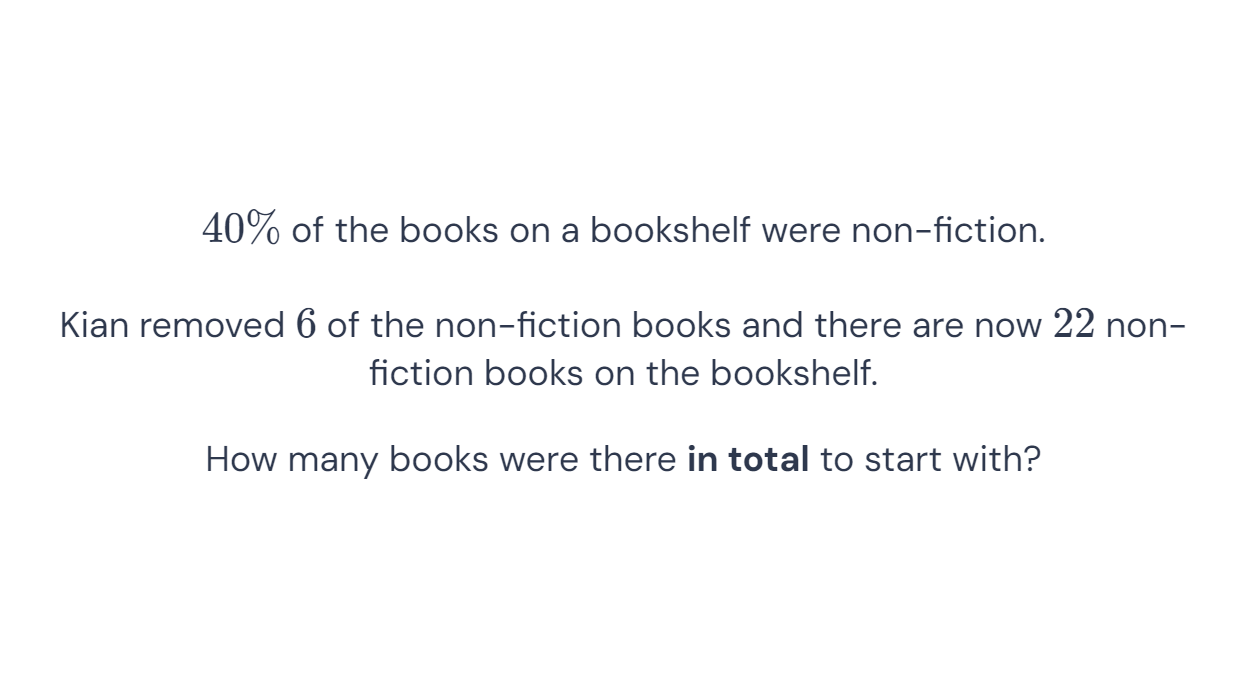 40% of the books on a bookshelf were non-fiction.
Kian removed 6 of the non-fiction books and there are now 22 non-
fiction books on the bookshelf.
How many books were there in total to start with?